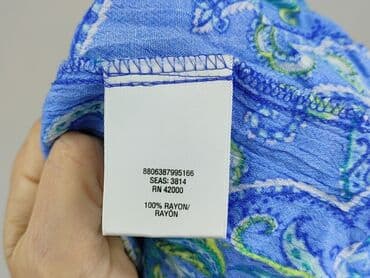 8806387995166
SEAS: 3814
RN 42000
100% RAYON/
RAYÓN